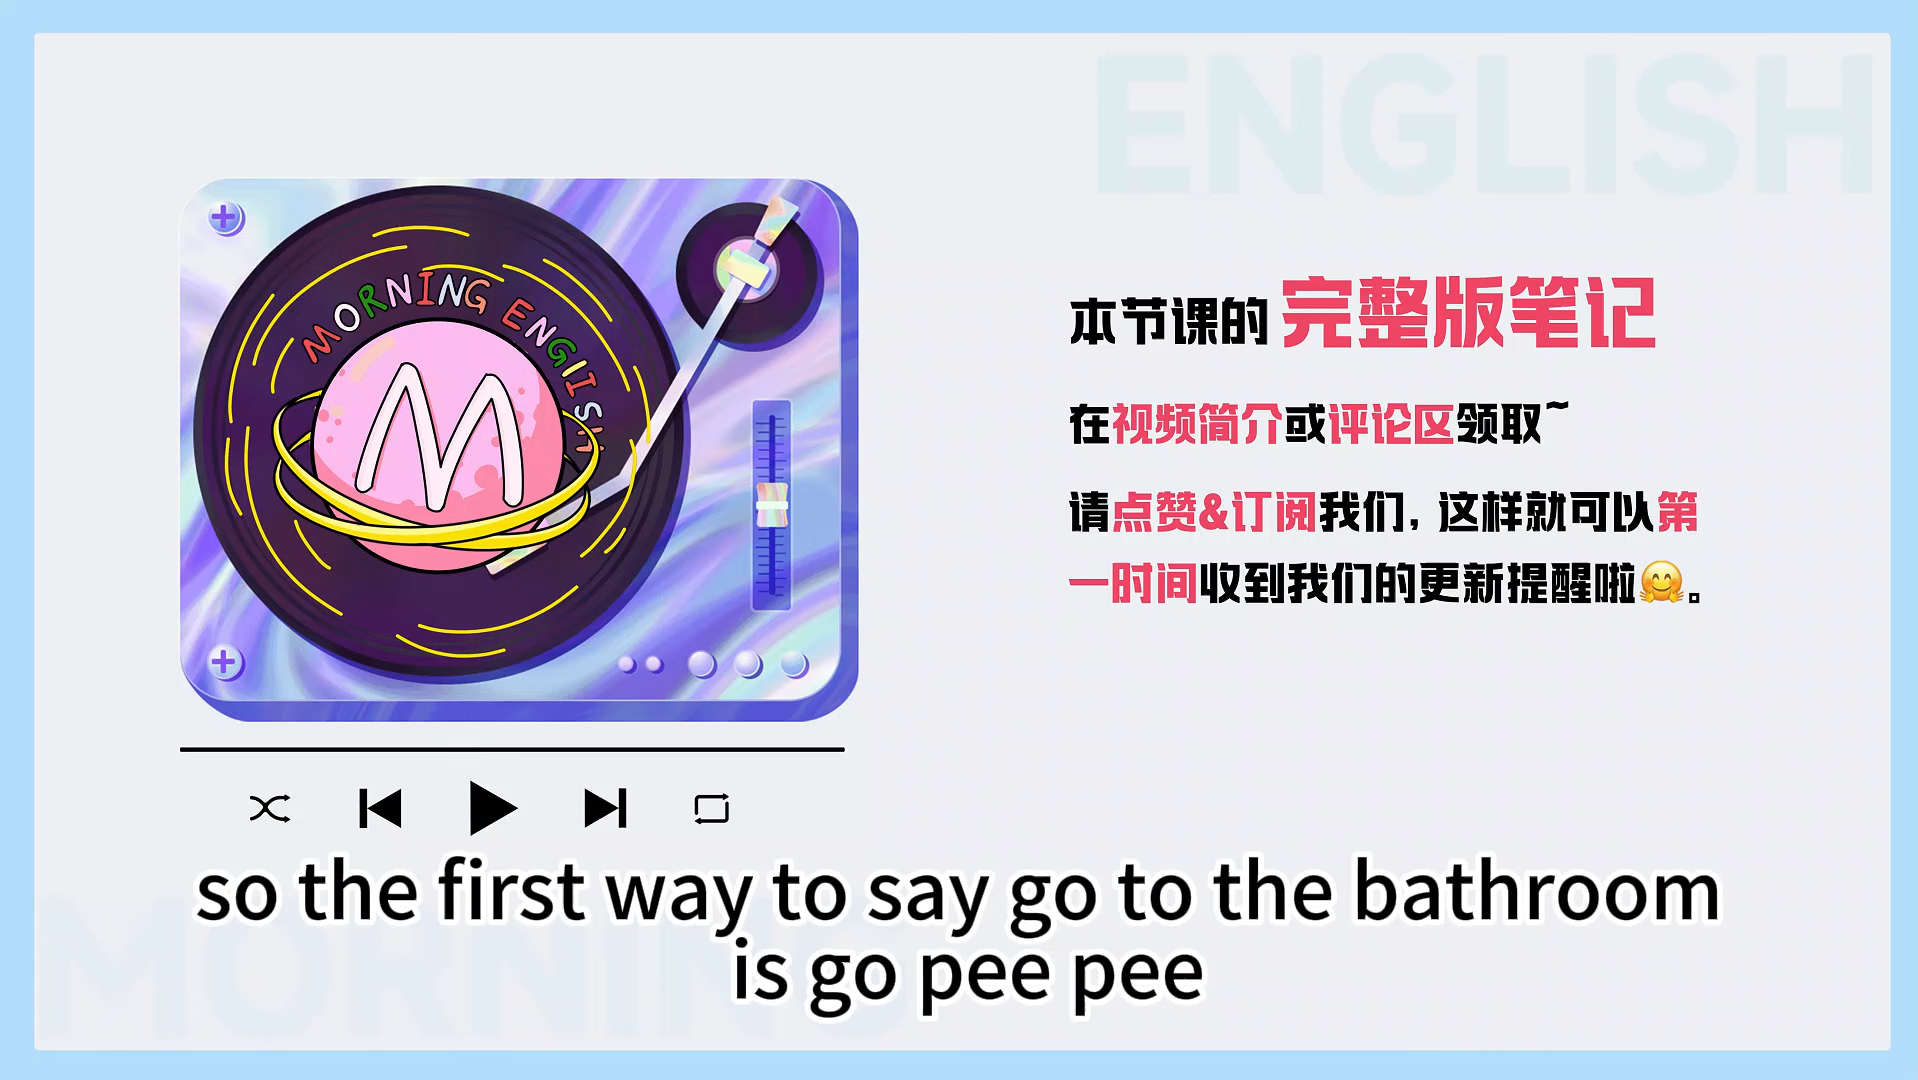 ENGLISH
MORNING ENGLISH
M
本节课的 完整版笔记
在视频简介或评论区领取~
请点赞&订阅我们, 这样就可以第
一时间收到我们的更新提醒啦🤗。
MORNING
so the first way to say go to the bathroom
is go pee pee